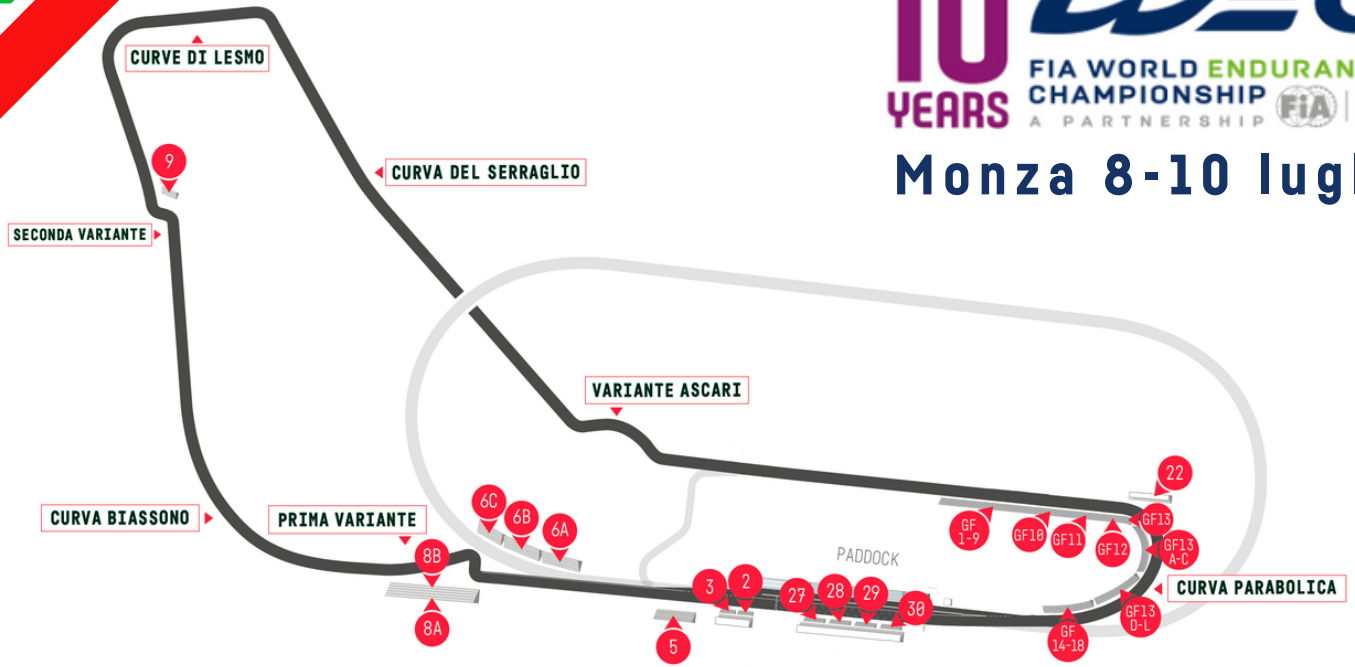 10
YEARS
WEC
FIA WORLD ENDURAN
CHAMPIONSHIP
FiA
A PARTNERSHIP
Monza 8-10 lugl
CURVE DI LESMO
9
CURVA DEL SERRAGLIO
SECONDA VARIANTE
VARIANTE ASCARI
22
6C
6B
6A
GF
1-9
GF10
GF11
GF12
GF13
GF13
A-C
CURVA BIASSONO
PRIMA VARIANTE
8B
8A
PADDOCK
CURVA PARABOLICA
3
2
27
28
29
30
5
GF
14-18
GF13
D-L